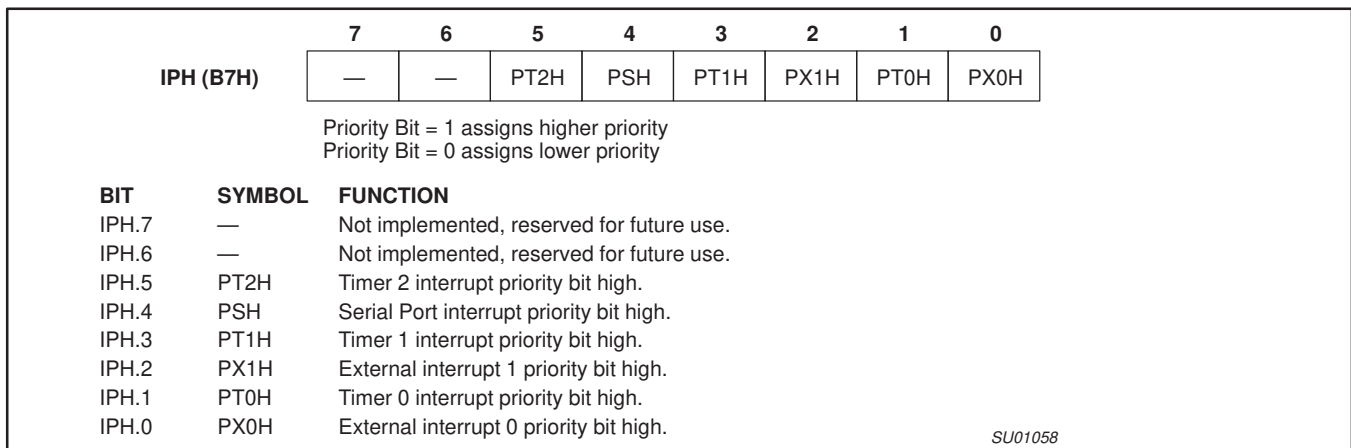 7 6 5 4 3 2 1 0
IPH (B7H) — — PT2H PSH PT1H PX1H PT0H PX0H
Priority Bit = 1 assigns higher priority
Priority Bit = 0 assigns lower priority
BIT SYMBOL FUNCTION
IPH.7 — Not implemented, reserved for future use.
IPH.6 — Not implemented, reserved for future use.
IPH.5 PT2H Timer 2 interrupt priority bit high.
IPH.4 PSH Serial Port interrupt priority bit high.
IPH.3 PT1H Timer 1 interrupt priority bit high.
IPH.2 PX1H External interrupt 1 priority bit high.
IPH.1 PT0H Timer 0 interrupt priority bit high.
IPH.0 PX0H External interrupt 0 priority bit high.
SU01058